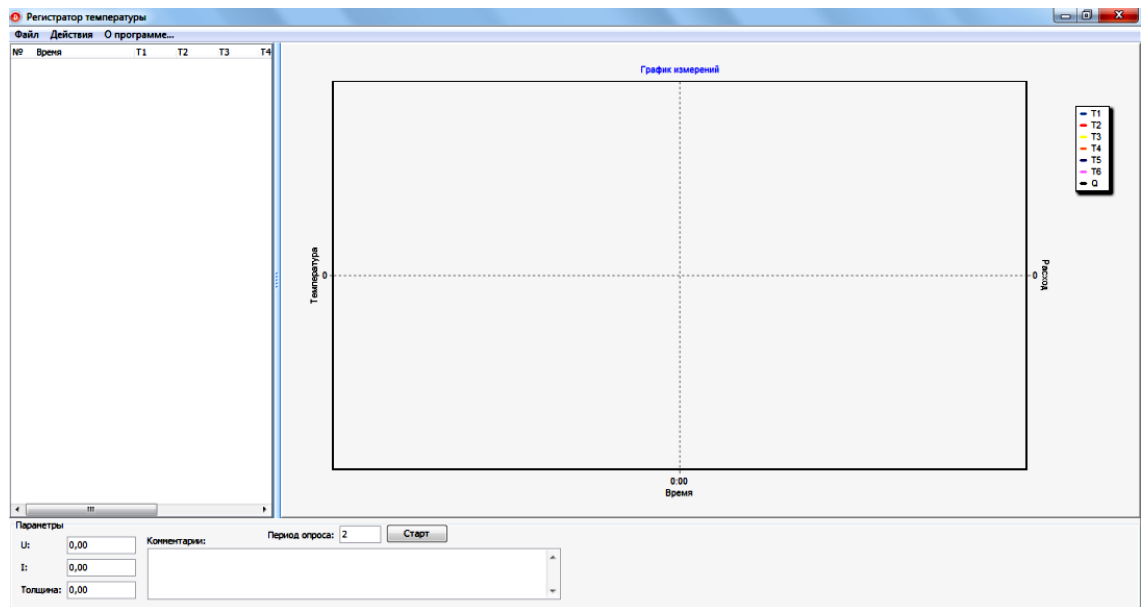 Регистратор температуры
Файл Действия О программе...
№ Время T1 T2 T3 T4
График измерений
T1
T2
T3
T4
T5
T6
Q
Температура
0
0
Расход
0:00
Время
Параметры
Период опроса: 2 Старт
U: 0,00
Комментарии:
I: 0,00
Толщина: 0,00